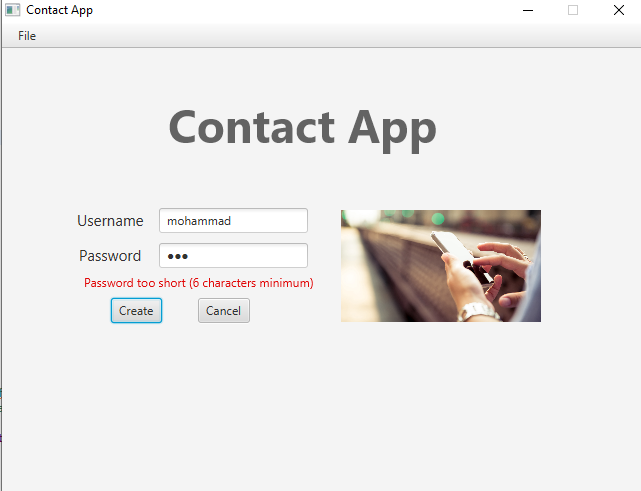 Contact App
File
Contact App
Username mohammad
Password •••
Password too short (6 characters minimum)
Create Cancel